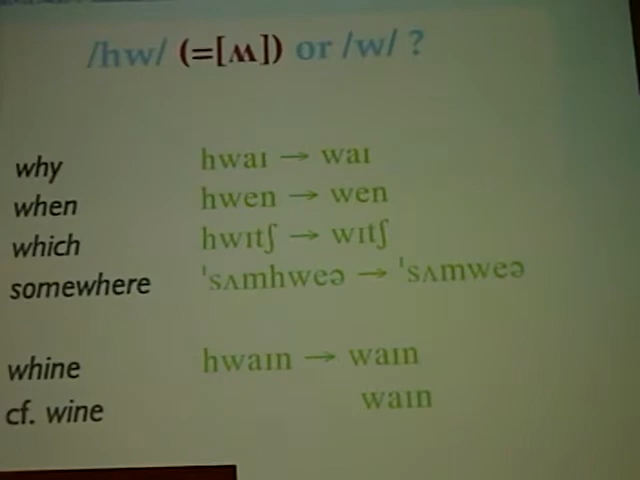 /hw/ (=[ʍ]) or /w/ ?
why hwaɪ → waɪ
when hwen → wen
which hwɪtʃ → wɪtʃ
somewhere ˈsʌmhweə → ˈsʌmweə
whine hwaɪn → waɪn
cf. wine waɪn